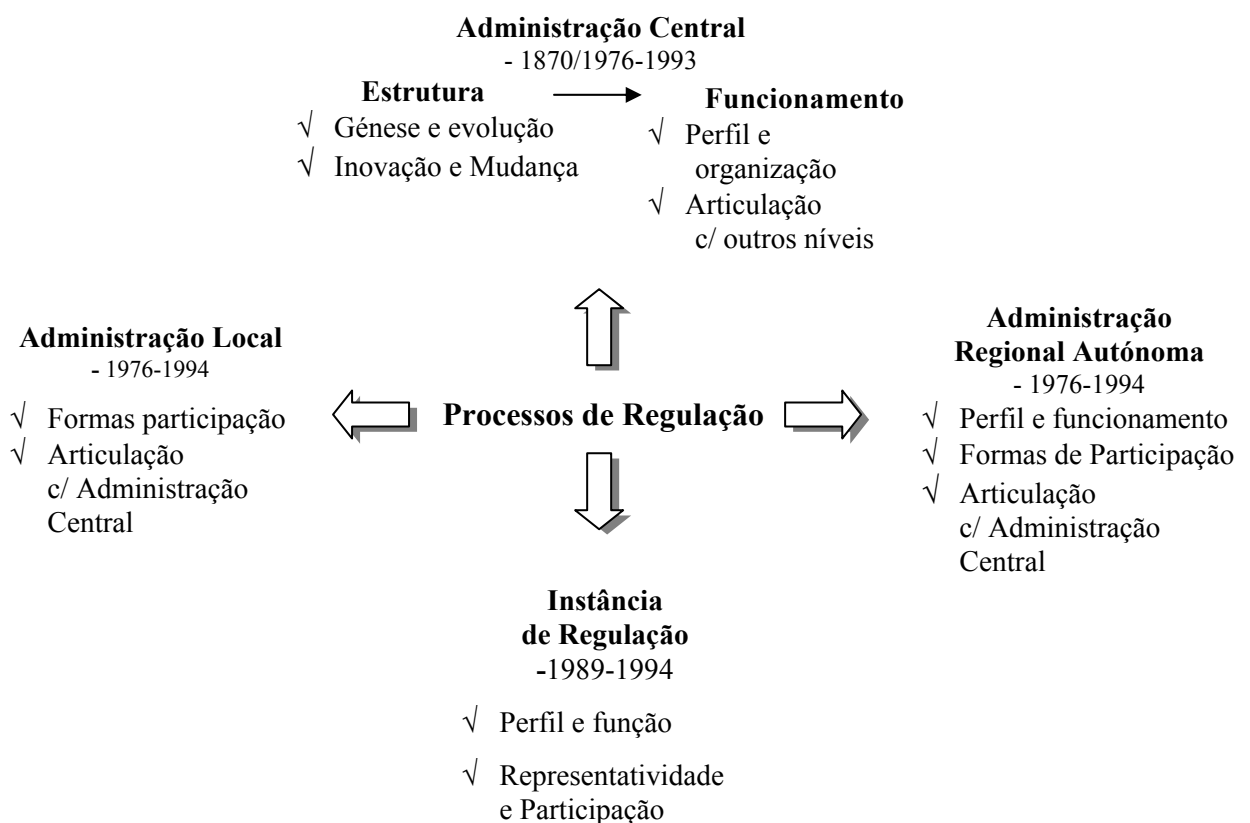 Administração Central
- 1870/1976-1993
Estrutura
√ Génese e evolução
√ Inovação e Mudança
Funcionamento
√ Perfil e
organização
√ Articulação
c/ outros níveis
Administração Local
- 1976-1994
√ Formas participação
√ Articulação
c/ Administração
Central
Processos de Regulação
Administração
Regional Autónoma
- 1976-1994
√ Perfil e funcionamento
√ Formas de Participação
√ Articulação
c/ Administração
Central
Instância
de Regulação
-1989-1994
√ Perfil e função
√ Representatividade
e Participação